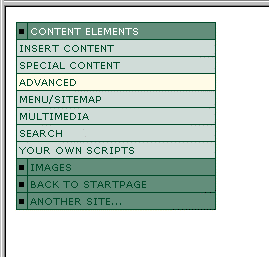 CONTENT ELEMENTS
INSERT CONTENT
SPECIAL CONTENT
ADVANCED
MENU/SITEMAP
MULTIMEDIA
SEARCH
YOUR OWN SCRIPTS
IMAGES
BACK TO STARTPAGE
ANOTHER SITE...